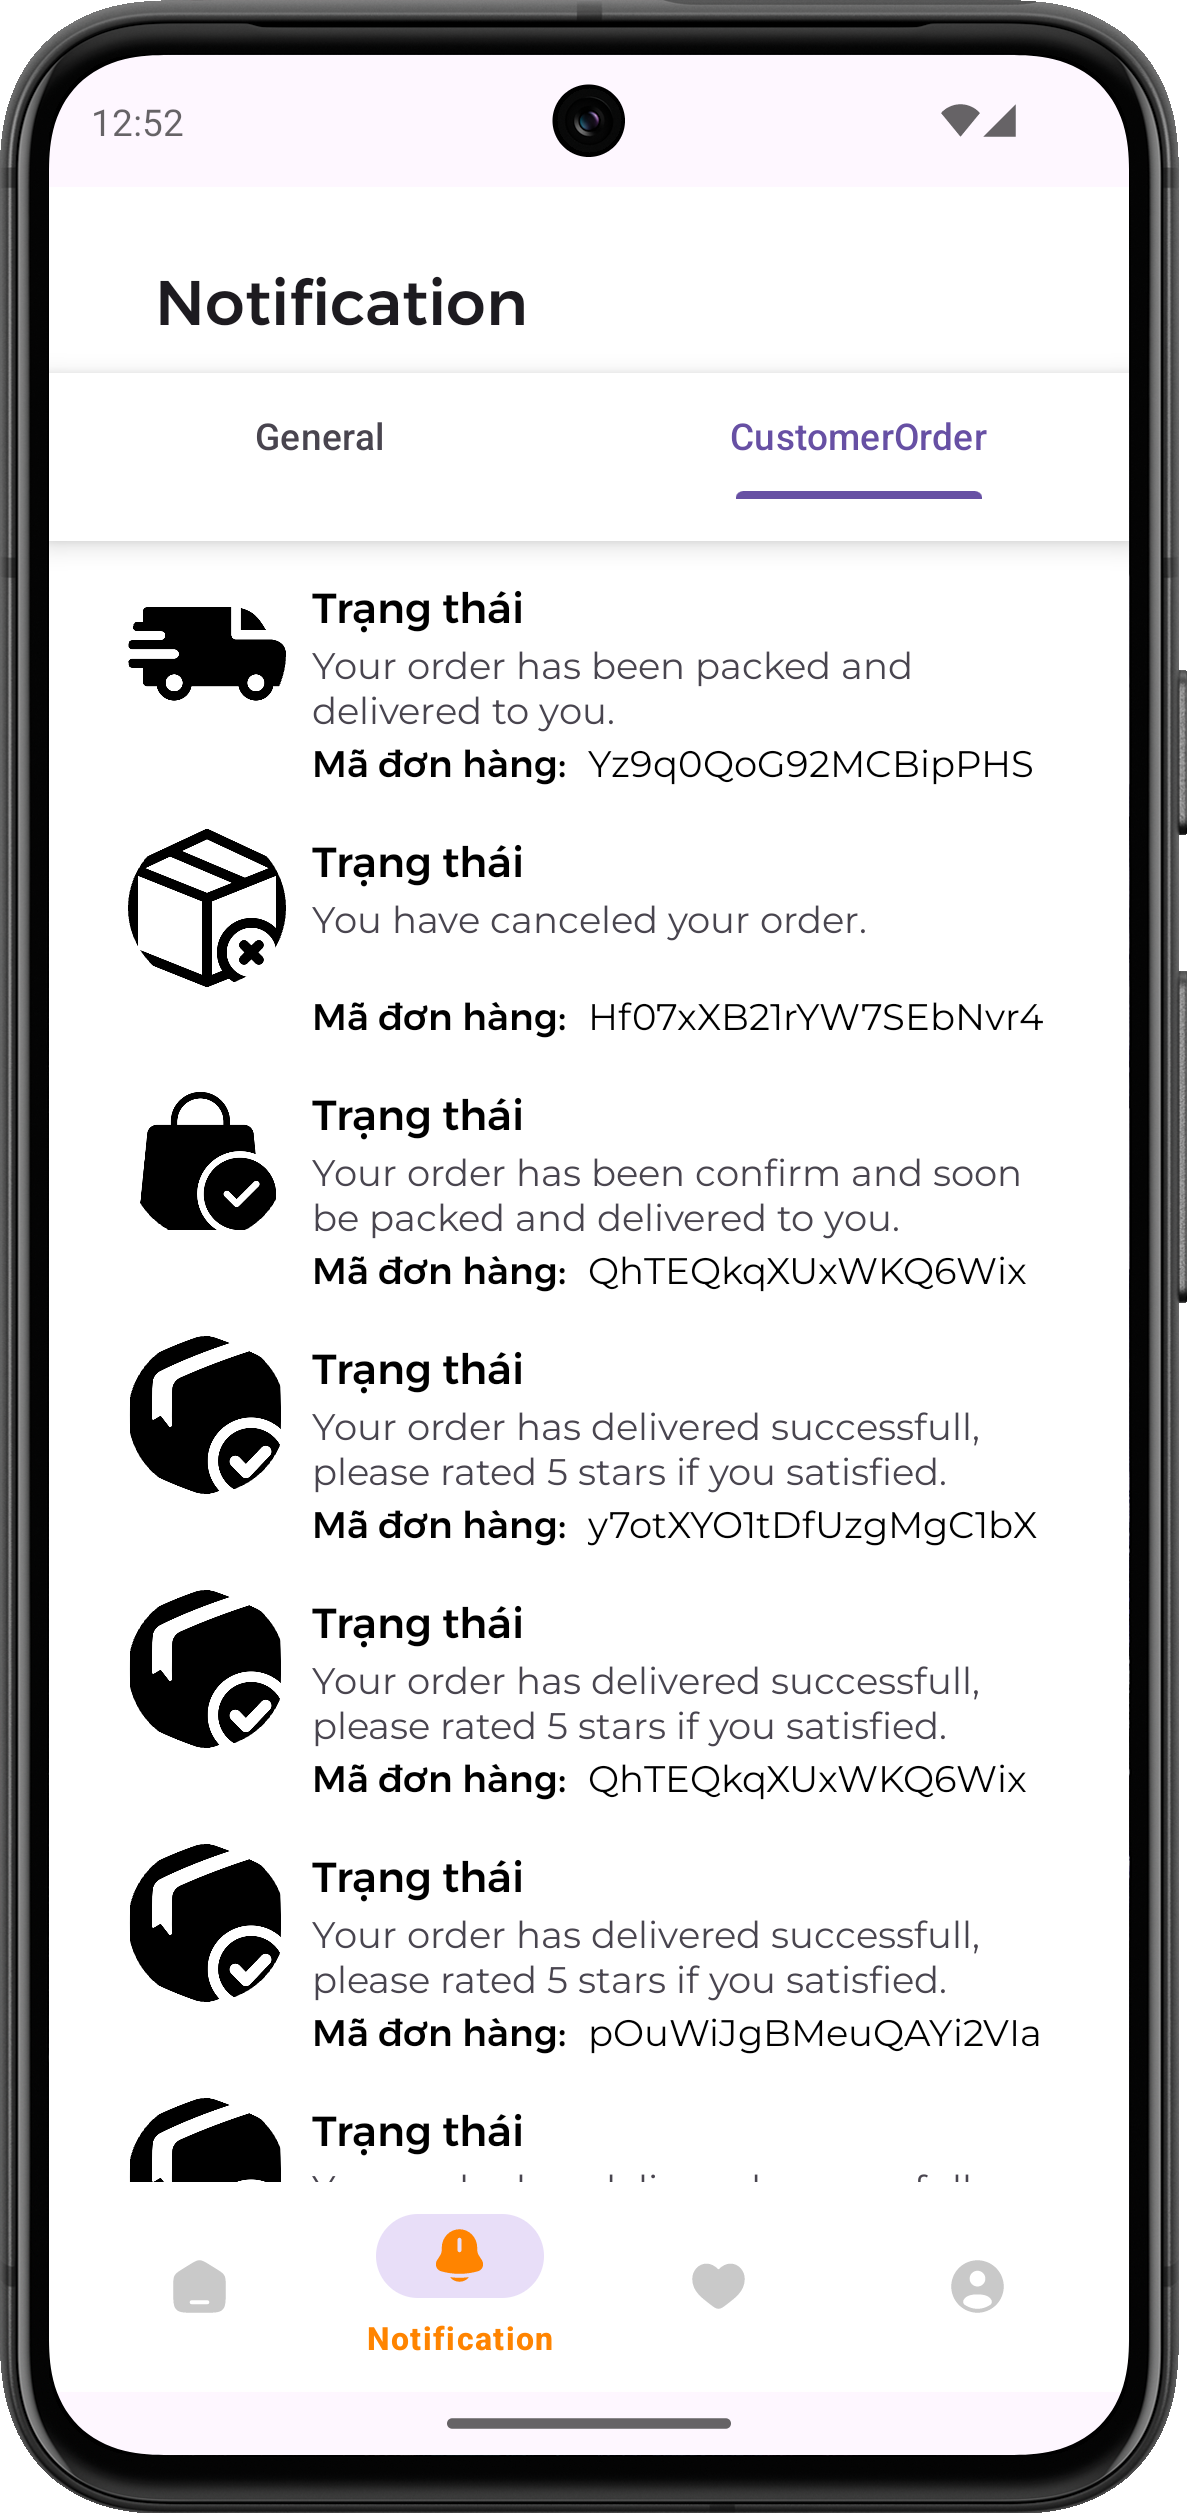 12:52
Notification
General
CustomerOrder
Trạng thái
Your order has been packed and
delivered to you.
Mã đơn hàng: Yz9q0QoG92MCBipPHS
Trạng thái
You have canceled your order.
Mã đơn hàng: Hf07xXB21rYW7SEbNvr4
Trạng thái
Your order has been confirm and soon
be packed and delivered to you.
Mã đơn hàng: QhTEQkqXUxWKQ6Wix
Trạng thái
Your order has delivered successfull,
please rated 5 stars if you satisfied.
Mã đơn hàng: y7otXYO1tDfUzgMgC1bX
Trạng thái
Your order has delivered successfull,
please rated 5 stars if you satisfied.
Mã đơn hàng: QhTEQkqXUxWKQ6Wix
Trạng thái
Your order has delivered successfull,
please rated 5 stars if you satisfied.
Mã đơn hàng: pOuWiJgBMeuQAYi2VIa
Trạng thái
Notification